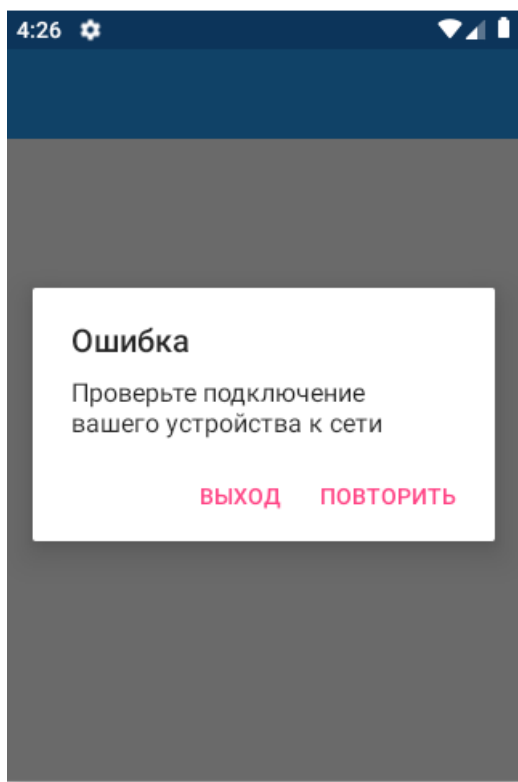 4:26
Ошибка
Проверьте подключение
вашего устройства к сети
ВЫХОД ПОВТОРИТЬ